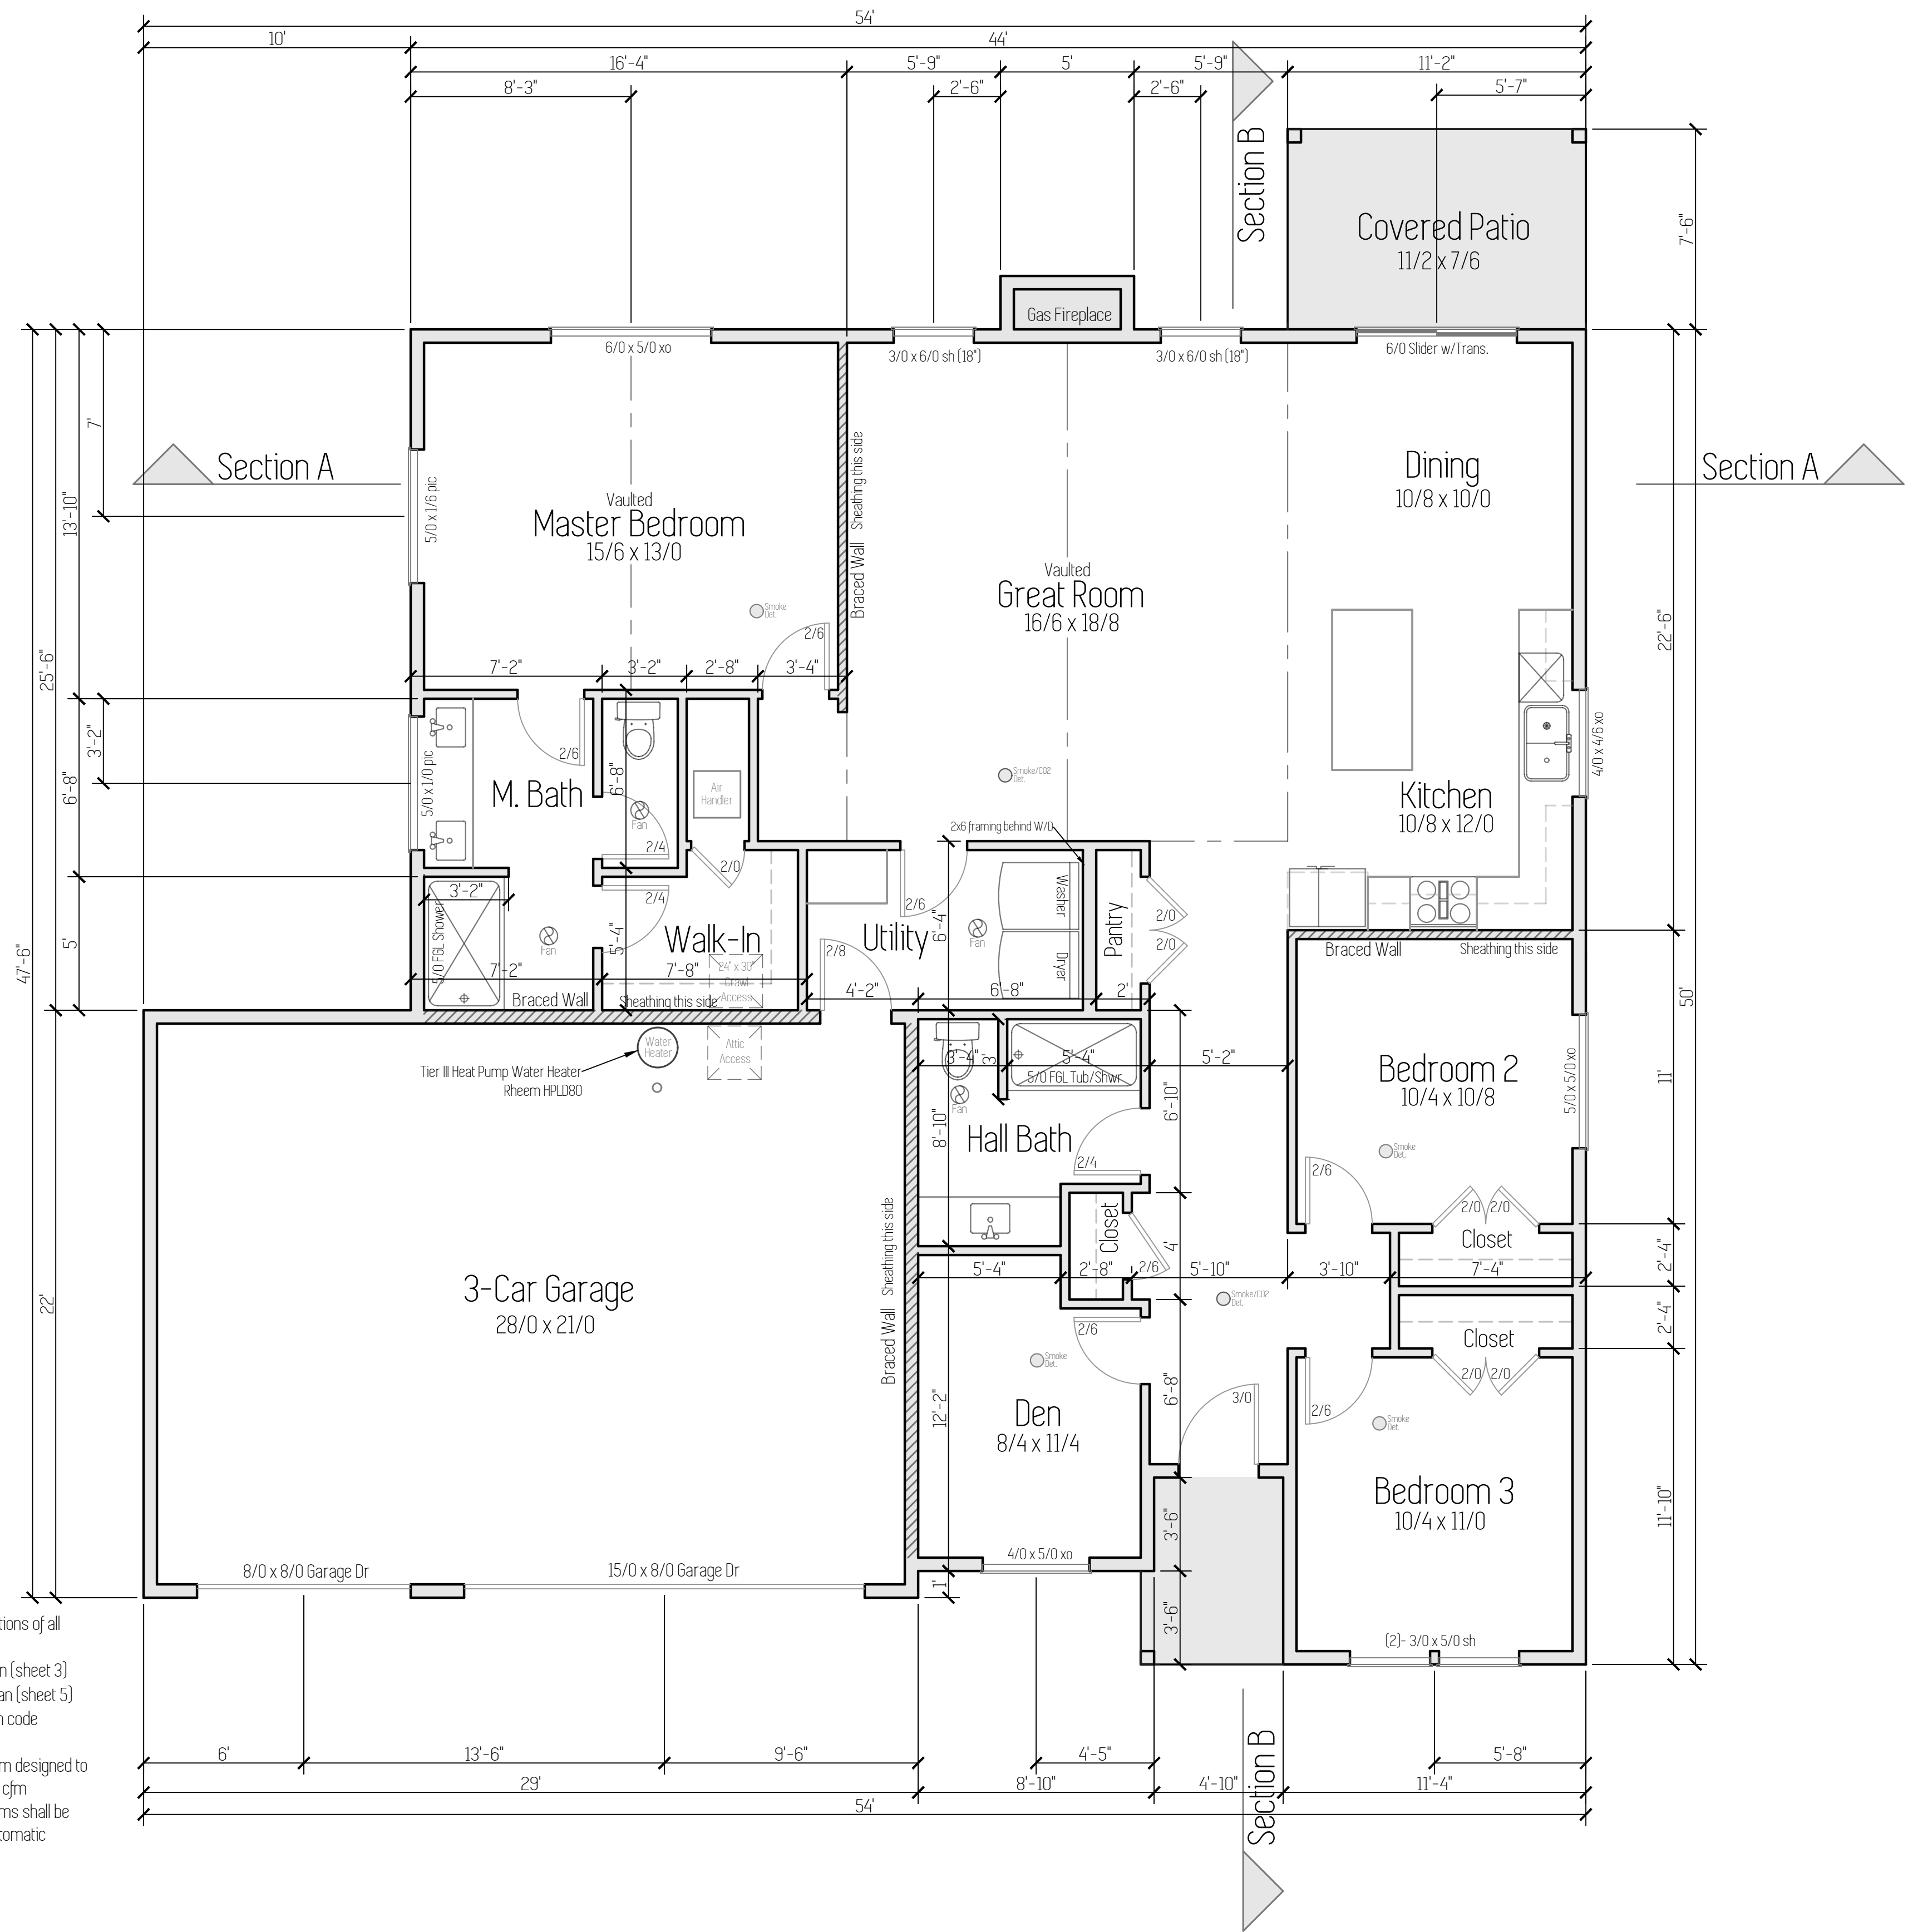 54'
10'
44'
16'-4"
5'-9"
5'
5'-9"
11'-2"
8'-3"
2'-6"
2'-6"
5'-7"
Section B
Covered Patio
11/2 x 7/6
7'-6"
Gas Fireplace
6/0 x 5/0 xo
3/0 x 6/0 sh (18")
3/0 x 6/0 sh (18")
6/0 Slider w/Trans.
7'
Section A
Section A
13'-10"
5/0 x 1/6 pic
Vaulted
Master Bedroom
15/6 x 13/0
Braced Wall
Sheathing this side
Dining
10/8 x 10/0
Vaulted
Great Room
16/6 x 18/8
Smoke
Det.
2/6
25'-6"
22'-6"
7'-2"
3'-2"
2'-8"
3'-4"
3'-2"
6'-8"
5/0 x 1/0 pic
2/6
M. Bath
6'-8"
Fan
2/4
Air
Handler
2/0
Smoke/CO2
Det.
2x6 framing behind W/D
Kitchen
10/8 x 12/0
4/0 x 4/6 xo
3'-2"
5/0 FGL Shower
Fan
2/4
5'-4"
Walk-In
24" x 30"
Crawl
Access
7'-2"
7'-8"
Braced Wall
Sheathing this side
2/6
6'-4"
Utility
2/8
Fan
Washer
Dryer
Pantry
2/0
2/0
Braced Wall
Sheathing this side
5'
47'-6"
4'-2"
6'-8"
2'
50'
Water
Heater
Attic
Access
Tier III Heat Pump Water Heater
Rheem HPLD80
3'-4"
3'
5'-4"
5/0 FGL Tub/Shwr
5'-2"
Fan
8'-10"
Hall Bath
2/4
6'-10"
Bedroom 2
10/4 x 10/8
5/0 x 5/0 xo
11'
Smoke
Det.
2/6
2/0
2/0
Closet
2'-4"
Closet
2/6
4'
5'-4"
2'-8"
5'-10"
3'-10"
7'-4"
Smoke/CO2
Det.
Closet
2'-4"
2/0
2/0
22'
3-Car Garage
28/0 x 21/0
Braced Wall
Sheathing this side
2/6
Smoke
Det.
12'-2"
Den
8/4 x 11/4
6'-8"
3/0
2/6
Smoke
Det.
Bedroom 3
10/4 x 11/0
11'-10"
3'-6"
4/0 x 5/0 xo
8/0 x 8/0 Garage Dr
15/0 x 8/0 Garage Dr
1'
3'-6"
(2)- 3/0 x 5/0 sh
tions of all
n (sheet 3)
an (sheet 5)
n code
m designed to
cfm
ms shall be
tomatic
6'
13'-6"
9'-6"
4'-5"
5'-8"
29'
8'-10"
4'-10"
11'-4"
54'
Section B